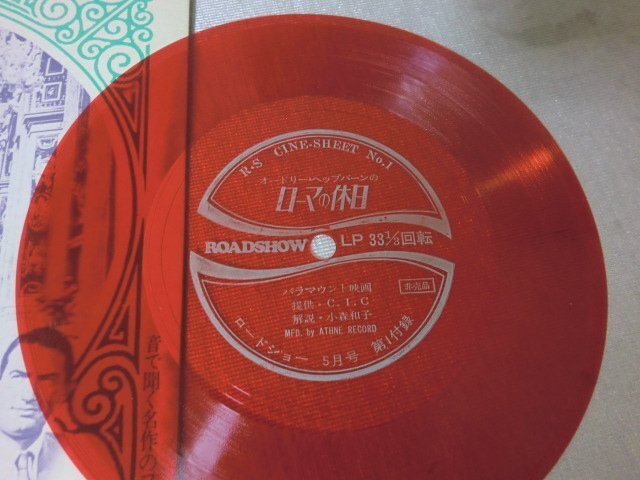 R.S CINE-SHEET No.1
オードリー・ヘップバーンの
ローマの休日
ROADSHOW LP 33⅓回転
パラマウント映画
非売品
提供・C.I.C
解説・小森和子
MFD. by ATHNE RECORD
ロードショー 5月号 第1付録
音で聞く名作の